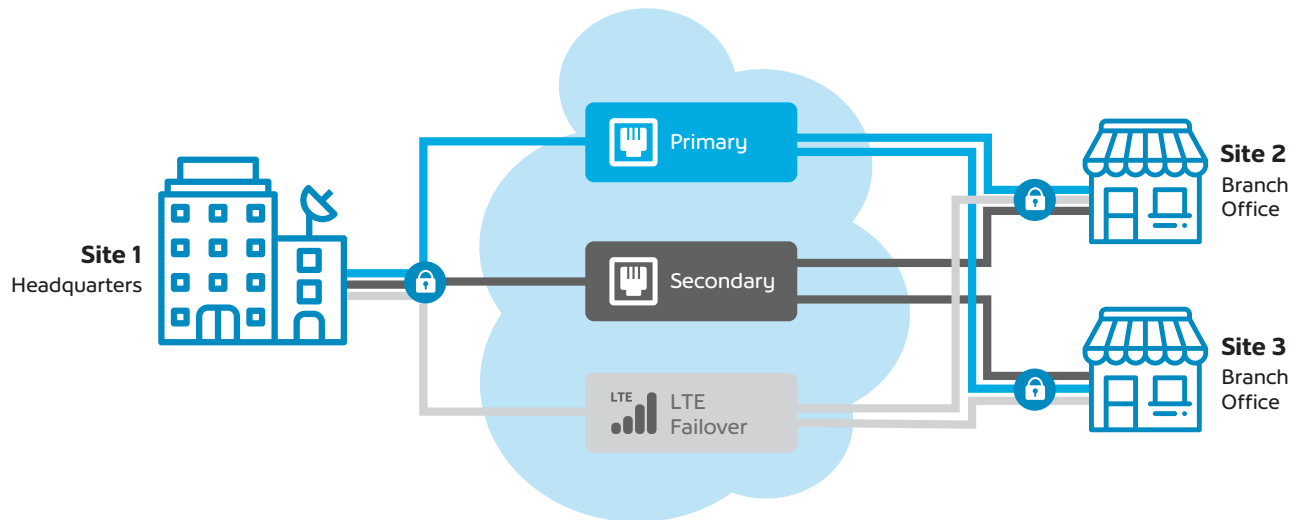 Site 1
Headquarters
Primary
Secondary
LTE
LTE
Failover
Site 2
Branch
Office
Site 3
Branch
Office